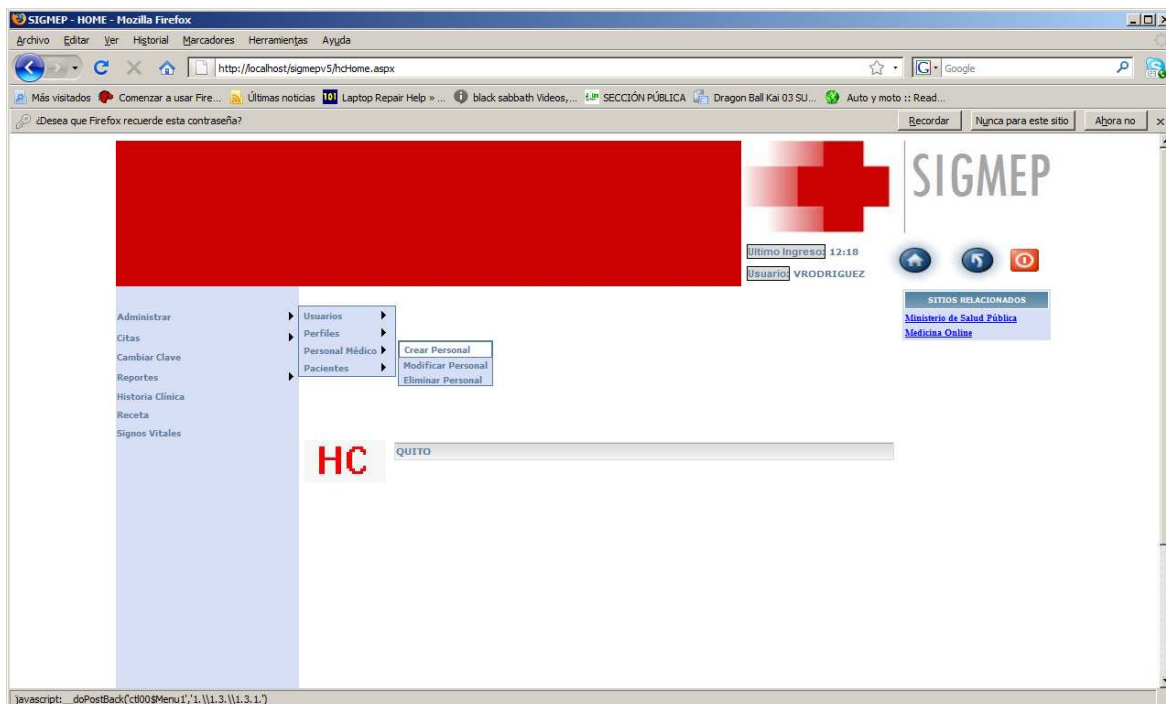 SIGMEP - HOME - Mozilla Firefox
Archivo Editar Ver Historial Marcadores Herramientas Ayuda
http://localhost/sigmepv5/hcHome.aspx
G Google
Más visitados Comenzar a usar Fire... Últimas noticias 101 Laptop Repair Help » ... black sabbath Videos,... SECCIÓN PÚBLICA Dragon Ball Kai 03 SU... Auto y moto :: Read...
¿Desea que Firefox recuerde esta contraseña? Recordar Nunca para este sitio Ahora no
SIGMEP
Ultimo Ingreso: 12:18
Usuario: VRODRIGUEZ
SITIOS RELACIONADOS
Ministerio de Salud Pública
Medicina Online
Administrar
Citas
Cambiar Clave
Reportes
Historia Clínica
Receta
Signos Vitales
Usuarios
Perfiles
Personal Médico
Pacientes
Crear Personal
Modificar Personal
Eliminar Personal
HC
QUITO
javascript:__doPostBack('ctl00$Menu1','1.\\1.3.\\1.3.1.')